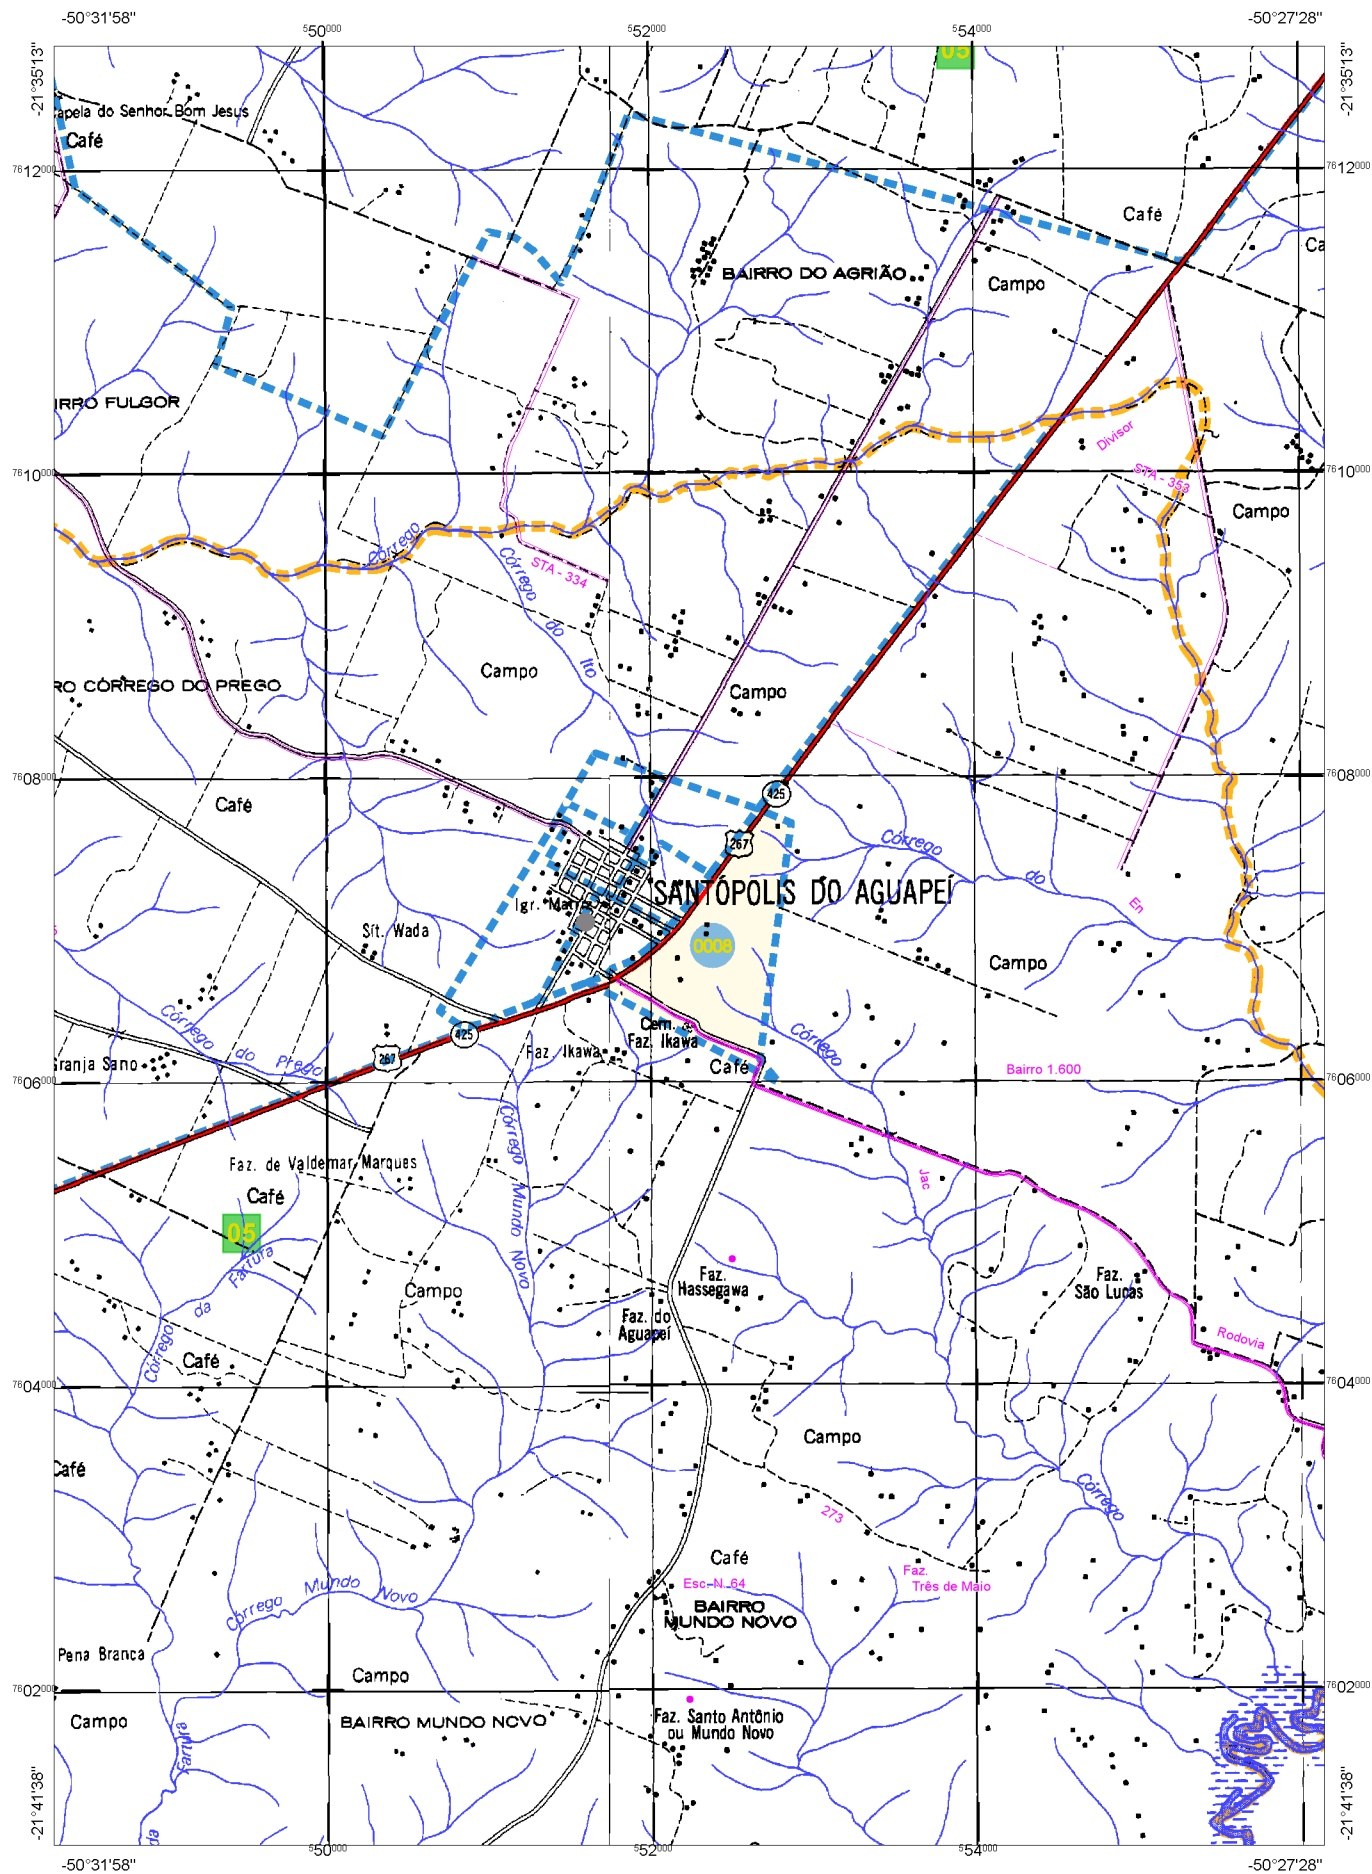 -50°31'58"
-50°27'28"
550000
552000
554000
-21°35'13"
-21°35'13"
05
apela do Senhor Bom Jesus
Café
7612000
7612000
Café
Ca
BAIRRO DO AGRIÃO
Campo
IRRO FULGOR
Divisor
STA - 353
7610000
7610000
Campo
Córrego
Córrego
do
Ito
STA - 334
Campo
Campo
RO CÓRREGO DO PREGO
7608000
7608000
Café
425
267
Córrego
do
En
SANTÓPOLIS DO AGUAPEÍ
Igr. Matriz
Sít. Wada
0008
Campo
Córrego
do
Prego
425
267
Cem.
Faz. Ikawa
Faz. Ikawa
Córrego
Granja Sano
Café
Bairro 1.600
7606000
7606000
Córrego Mundo Novo
Jac
Faz. de Valdemar Marques
Café
05
Córrego
da
Fartura
Campo
Faz.
Hassegawa
Faz.
São Lucas
Faz. do
Aguapeí
Rodovia
Café
7604000
7604000
Campo
Café
Córrego
273
Café
Esc. N. 64
Faz.
Três de Maio
BAIRRO
MUNDO NOVO
Córrego
Mundo
Novo
Pena Branca
Campo
7602000
7602000
Campo
BAIRRO MUNDO NOVO
Faz. Santo Antônio
ou Mundo Novo
Fartura
da
-21°41'38"
-21°41'38"
550000
552000
554000
-50°31'58"
-50°27'28"